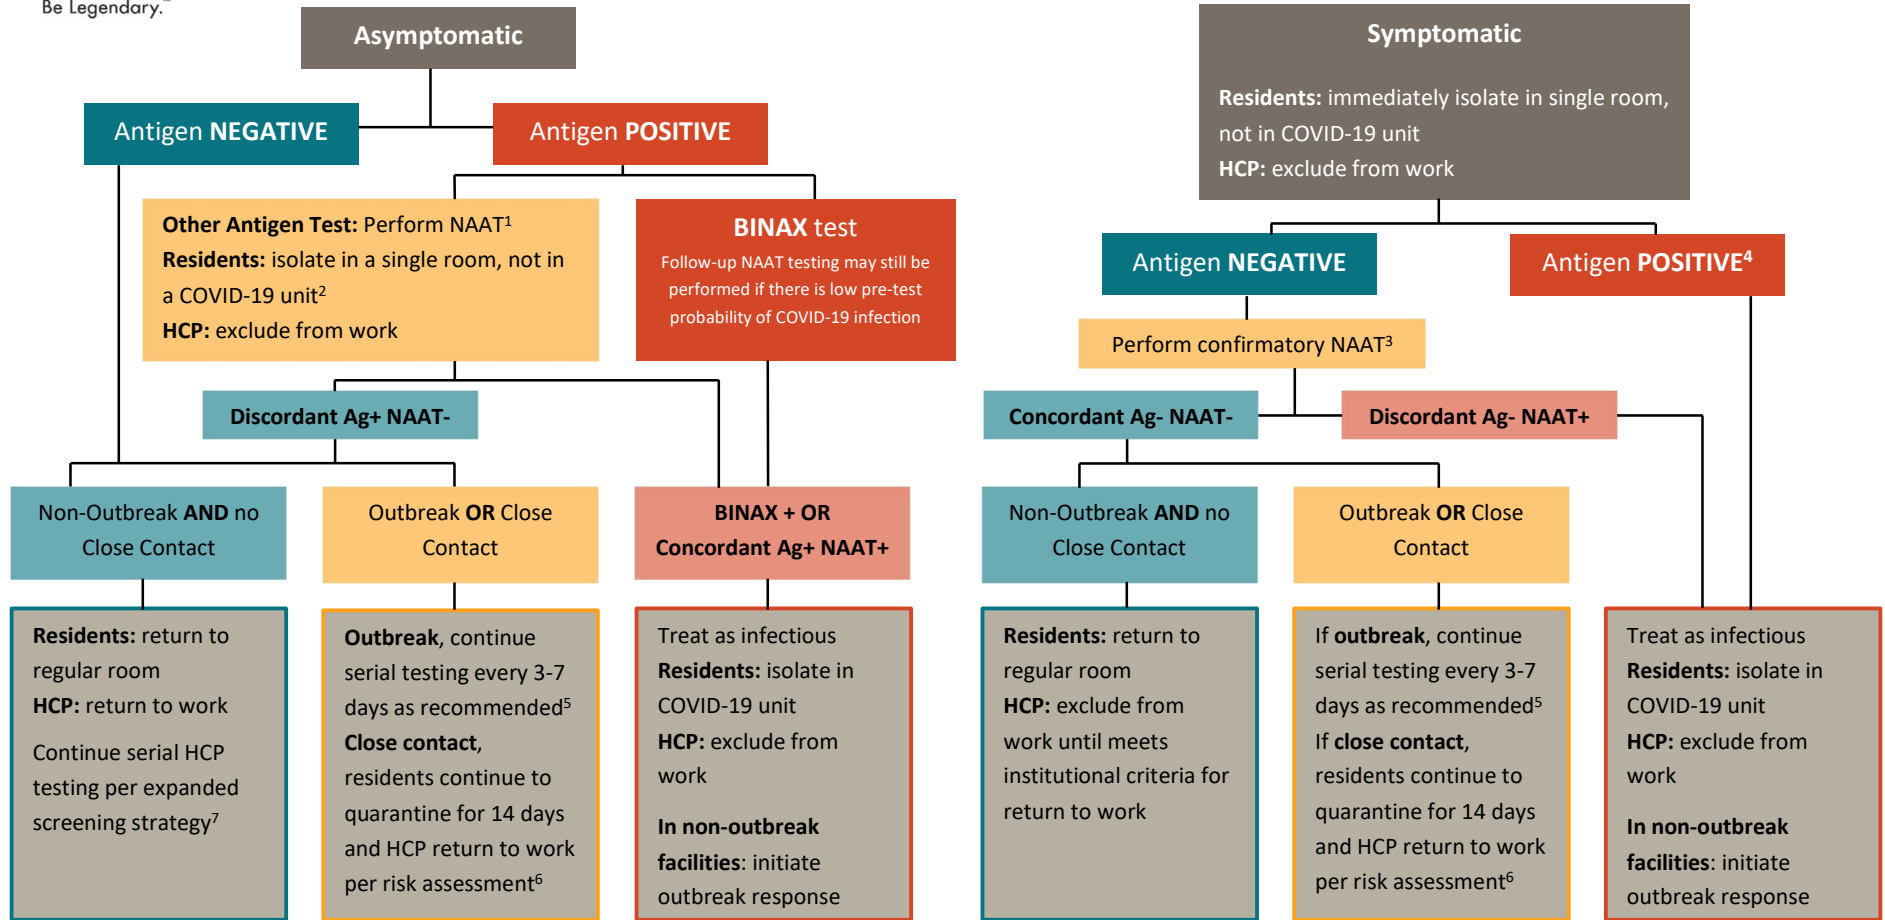 Be Legendary.™
Asymptomatic
Antigen NEGATIVE
Antigen POSITIVE
Other Antigen Test: Perform NAAT¹
Residents: isolate in a single room, not in
a COVID-19 unit²
HCP: exclude from work
BINAX test
Follow-up NAAT testing may still be
performed if there is low pre-test
probability of COVID-19 infection
Discordant Ag+ NAAT-
Non-Outbreak AND no
Close Contact
Outbreak OR Close
Contact
BINAX + OR
Concordant Ag+ NAAT+
Residents: return to
regular room
HCP: return to work
Continue serial HCP
testing per expanded
screening strategy⁷
Outbreak, continue
serial testing every 3-7
days as recommended⁵
Close contact,
residents continue to
quarantine for 14 days
and HCP return to work
per risk assessment⁶
Treat as infectious
Residents: isolate in
COVID-19 unit
HCP: exclude from
work
In non-outbreak
facilities: initiate
outbreak response
Symptomatic
Residents: immediately isolate in single room,
not in COVID-19 unit
HCP: exclude from work
Antigen NEGATIVE
Antigen POSITIVE⁴
Perform confirmatory NAAT³
Concordant Ag- NAAT-
Discordant Ag- NAAT+
Non-Outbreak AND no
Close Contact
Outbreak OR Close
Contact
Residents: return to
regular room
HCP: exclude from
work until meets
institutional criteria for
return to work
If outbreak, continue
serial testing every 3-7
days as recommended⁵
If close contact,
residents continue to
quarantine for 14 days
and HCP return to work
per risk assessment⁶
Treat as infectious
Residents: isolate in
COVID-19 unit
HCP: exclude from
work
In non-outbreak
facilities: initiate
outbreak response